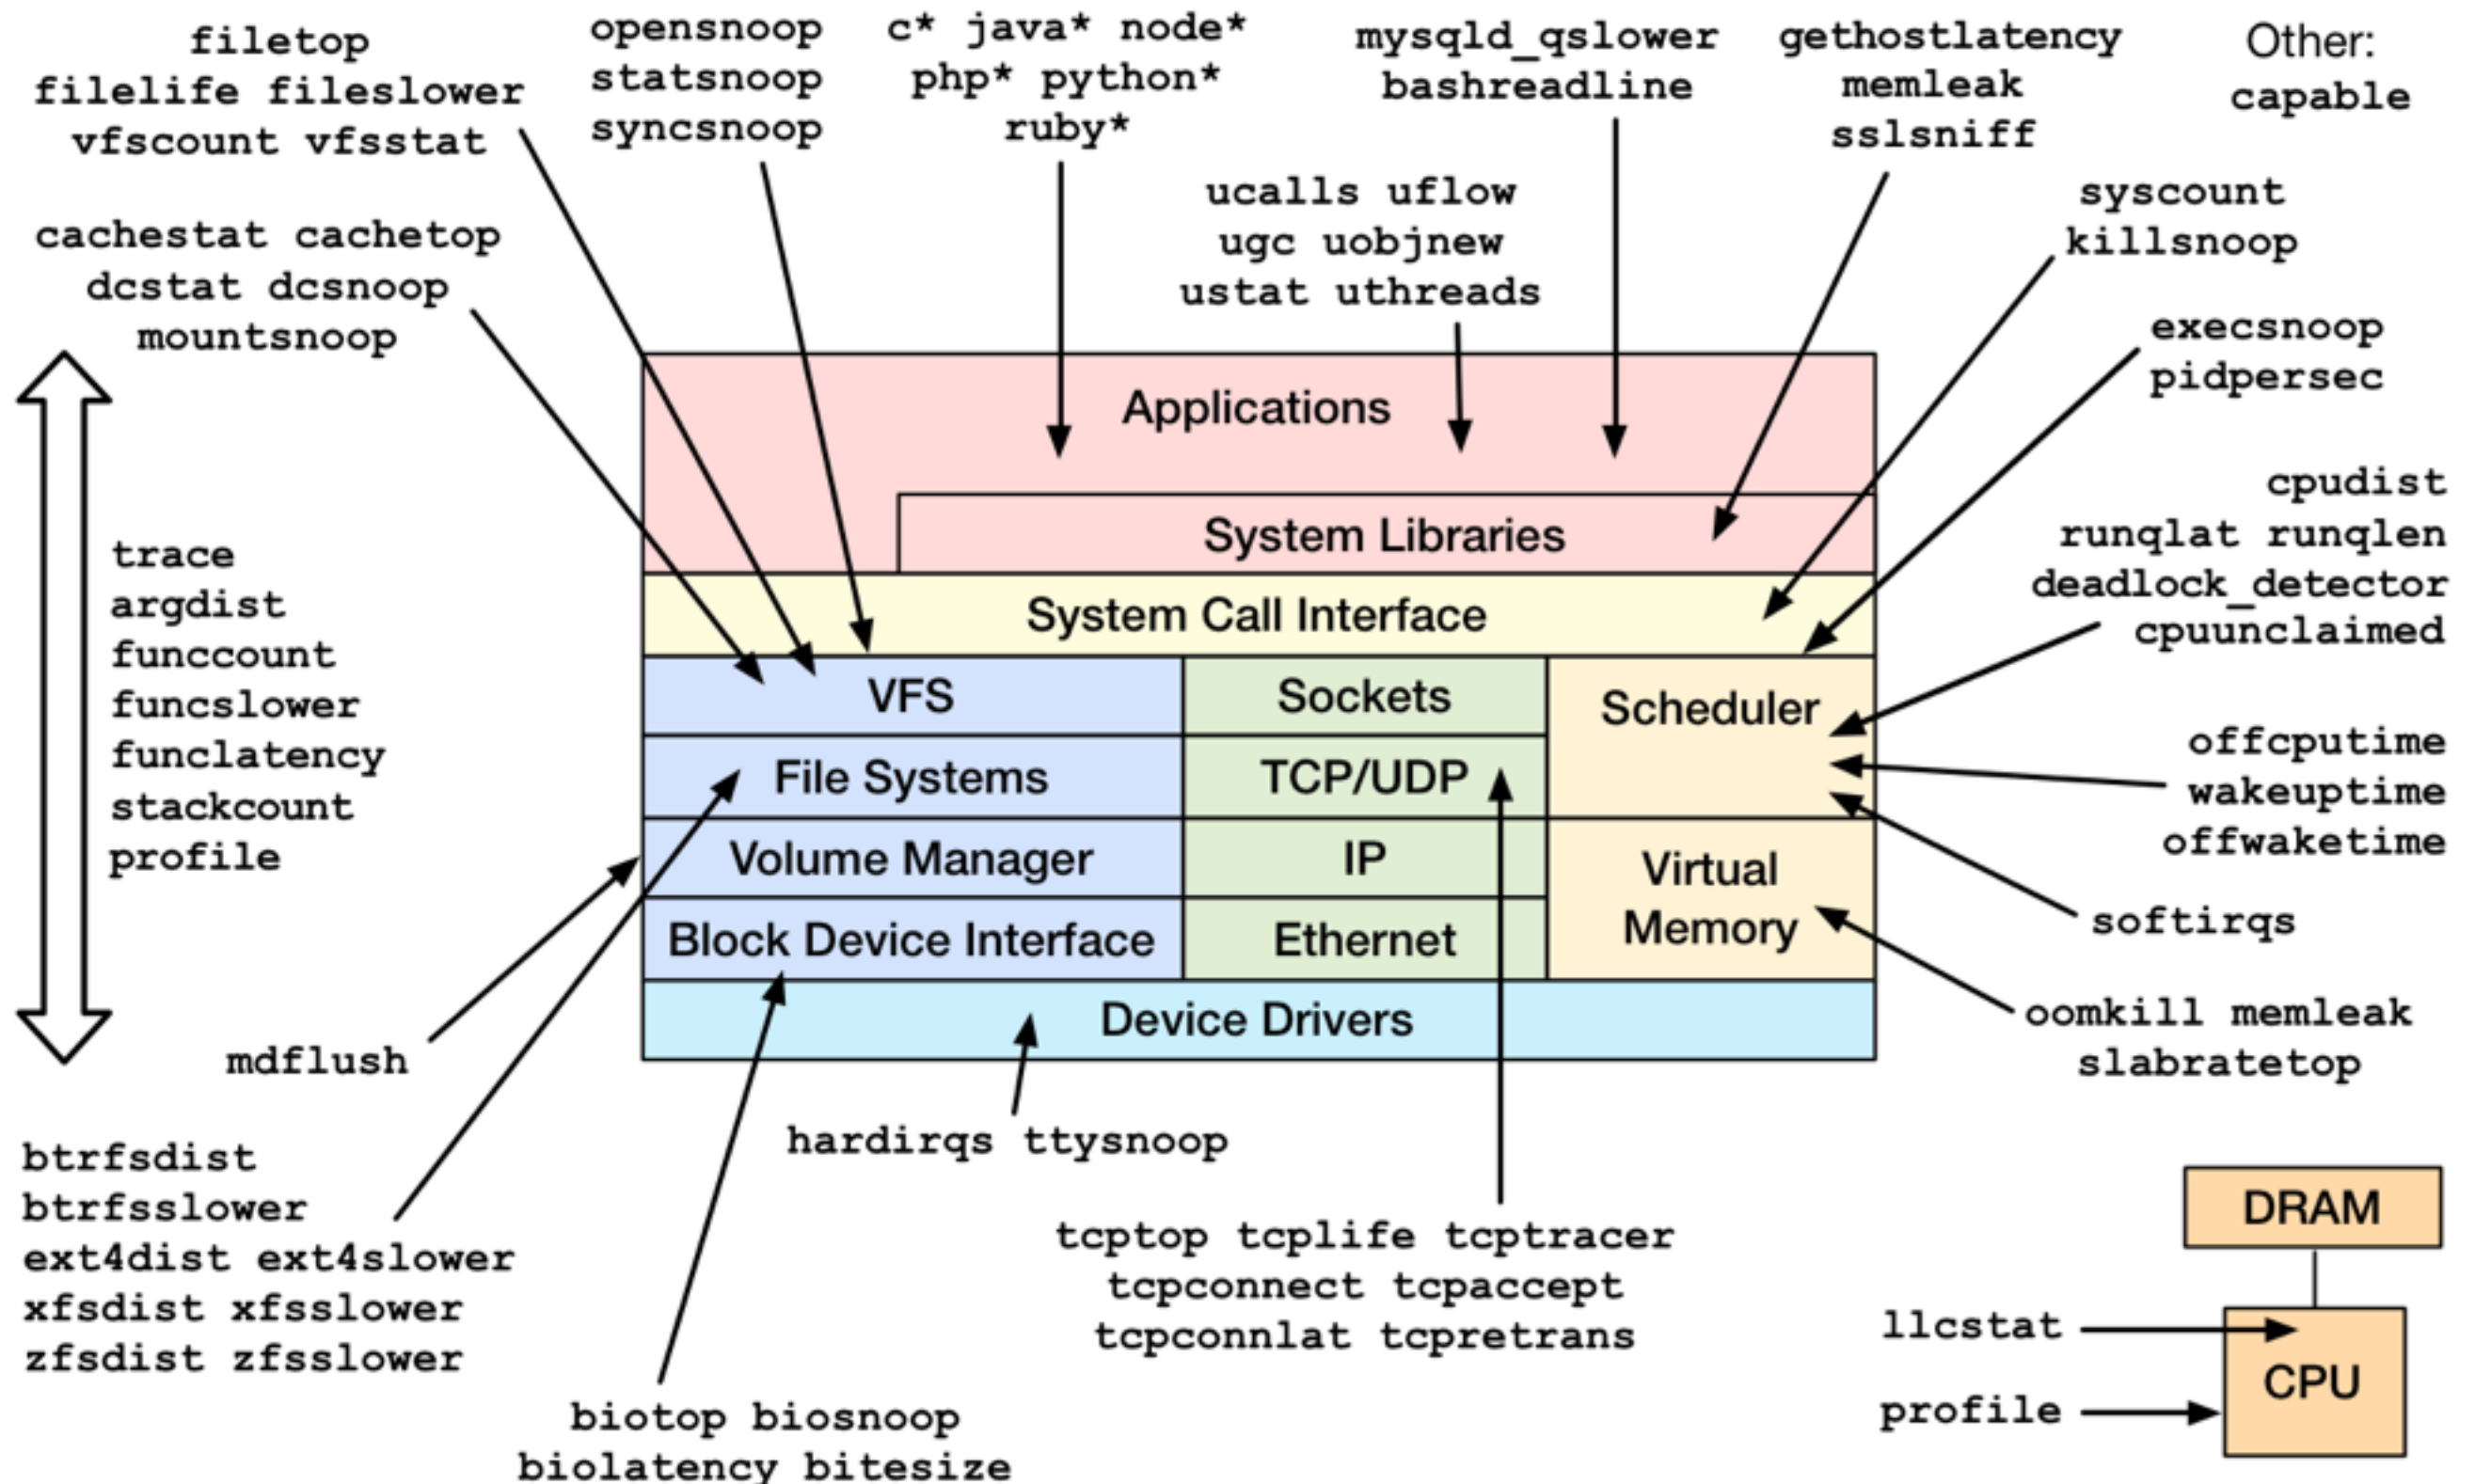 filetop
filelife fileslower
vfscount vfsstat
opensnoop
statsnoop
syncsnoop
c* java* node*
php* python*
ruby*
mysqld_qslower
bashreadline
gethostlatency
memleak
sslsniff
Other:
capable
cachestat cachetop
dcstat dcsnoop
mountsnoop
ucalls uflow
ugc uobjnew
ustat uthreads
syscount
killsnoop
execsnoop
pidpersec
trace
argdist
funccount
funcslower
funclatency
stackcount
profile
Applications
System Libraries
System Call Interface
VFS
Sockets
Scheduler
File Systems
TCP/UDP
Volume Manager
IP
Virtual
Memory
Block Device Interface
Ethernet
Device Drivers
cpudist
runqlat runqlen
deadlock_detector
cpuunclaimed
offcputime
wakeuptime
offwaketime
softirqs
oomkill memleak
slabratetop
mdflush
hardirqs ttysnoop
btrfsdist
btrfsslower
ext4dist ext4slower
xfsdist xfsslower
zfsdist zfsslower
tcptop tcplife tcptracer
tcpconnect tcpaccept
tcpconnlat tcpretrans
biotop biosnoop
biolatency bitesize
DRAM
llcstat
CPU
profile